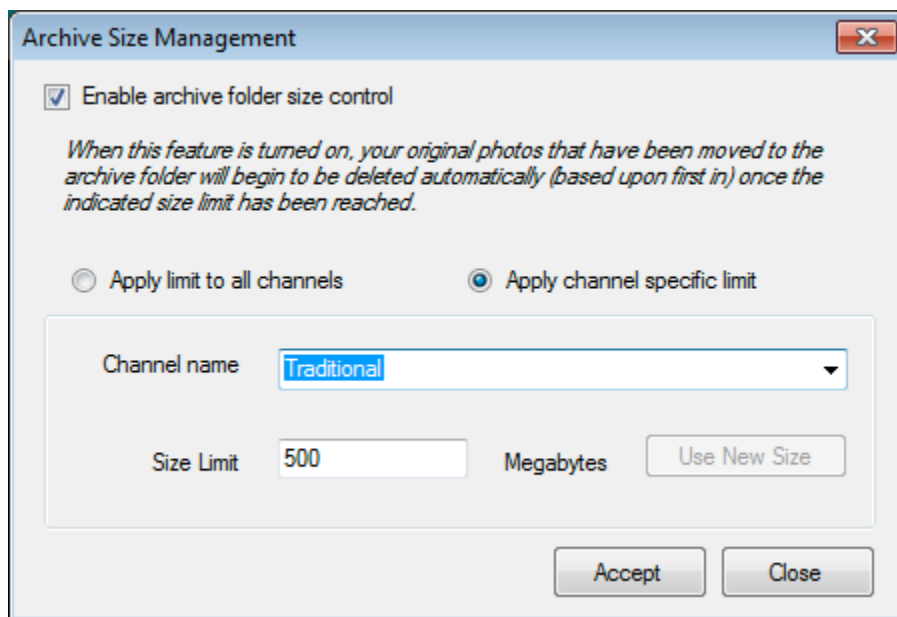 Archive Size Management
Enable archive folder size control
When this feature is turned on, your original photos that have been moved to the
archive folder will begin to be deleted automatically (based upon first in) once the
indicated size limit has been reached.
Apply limit to all channels
Apply channel specific limit
Channel name
Traditional
Size Limit
500
Megabytes
Use New Size
Accept
Close